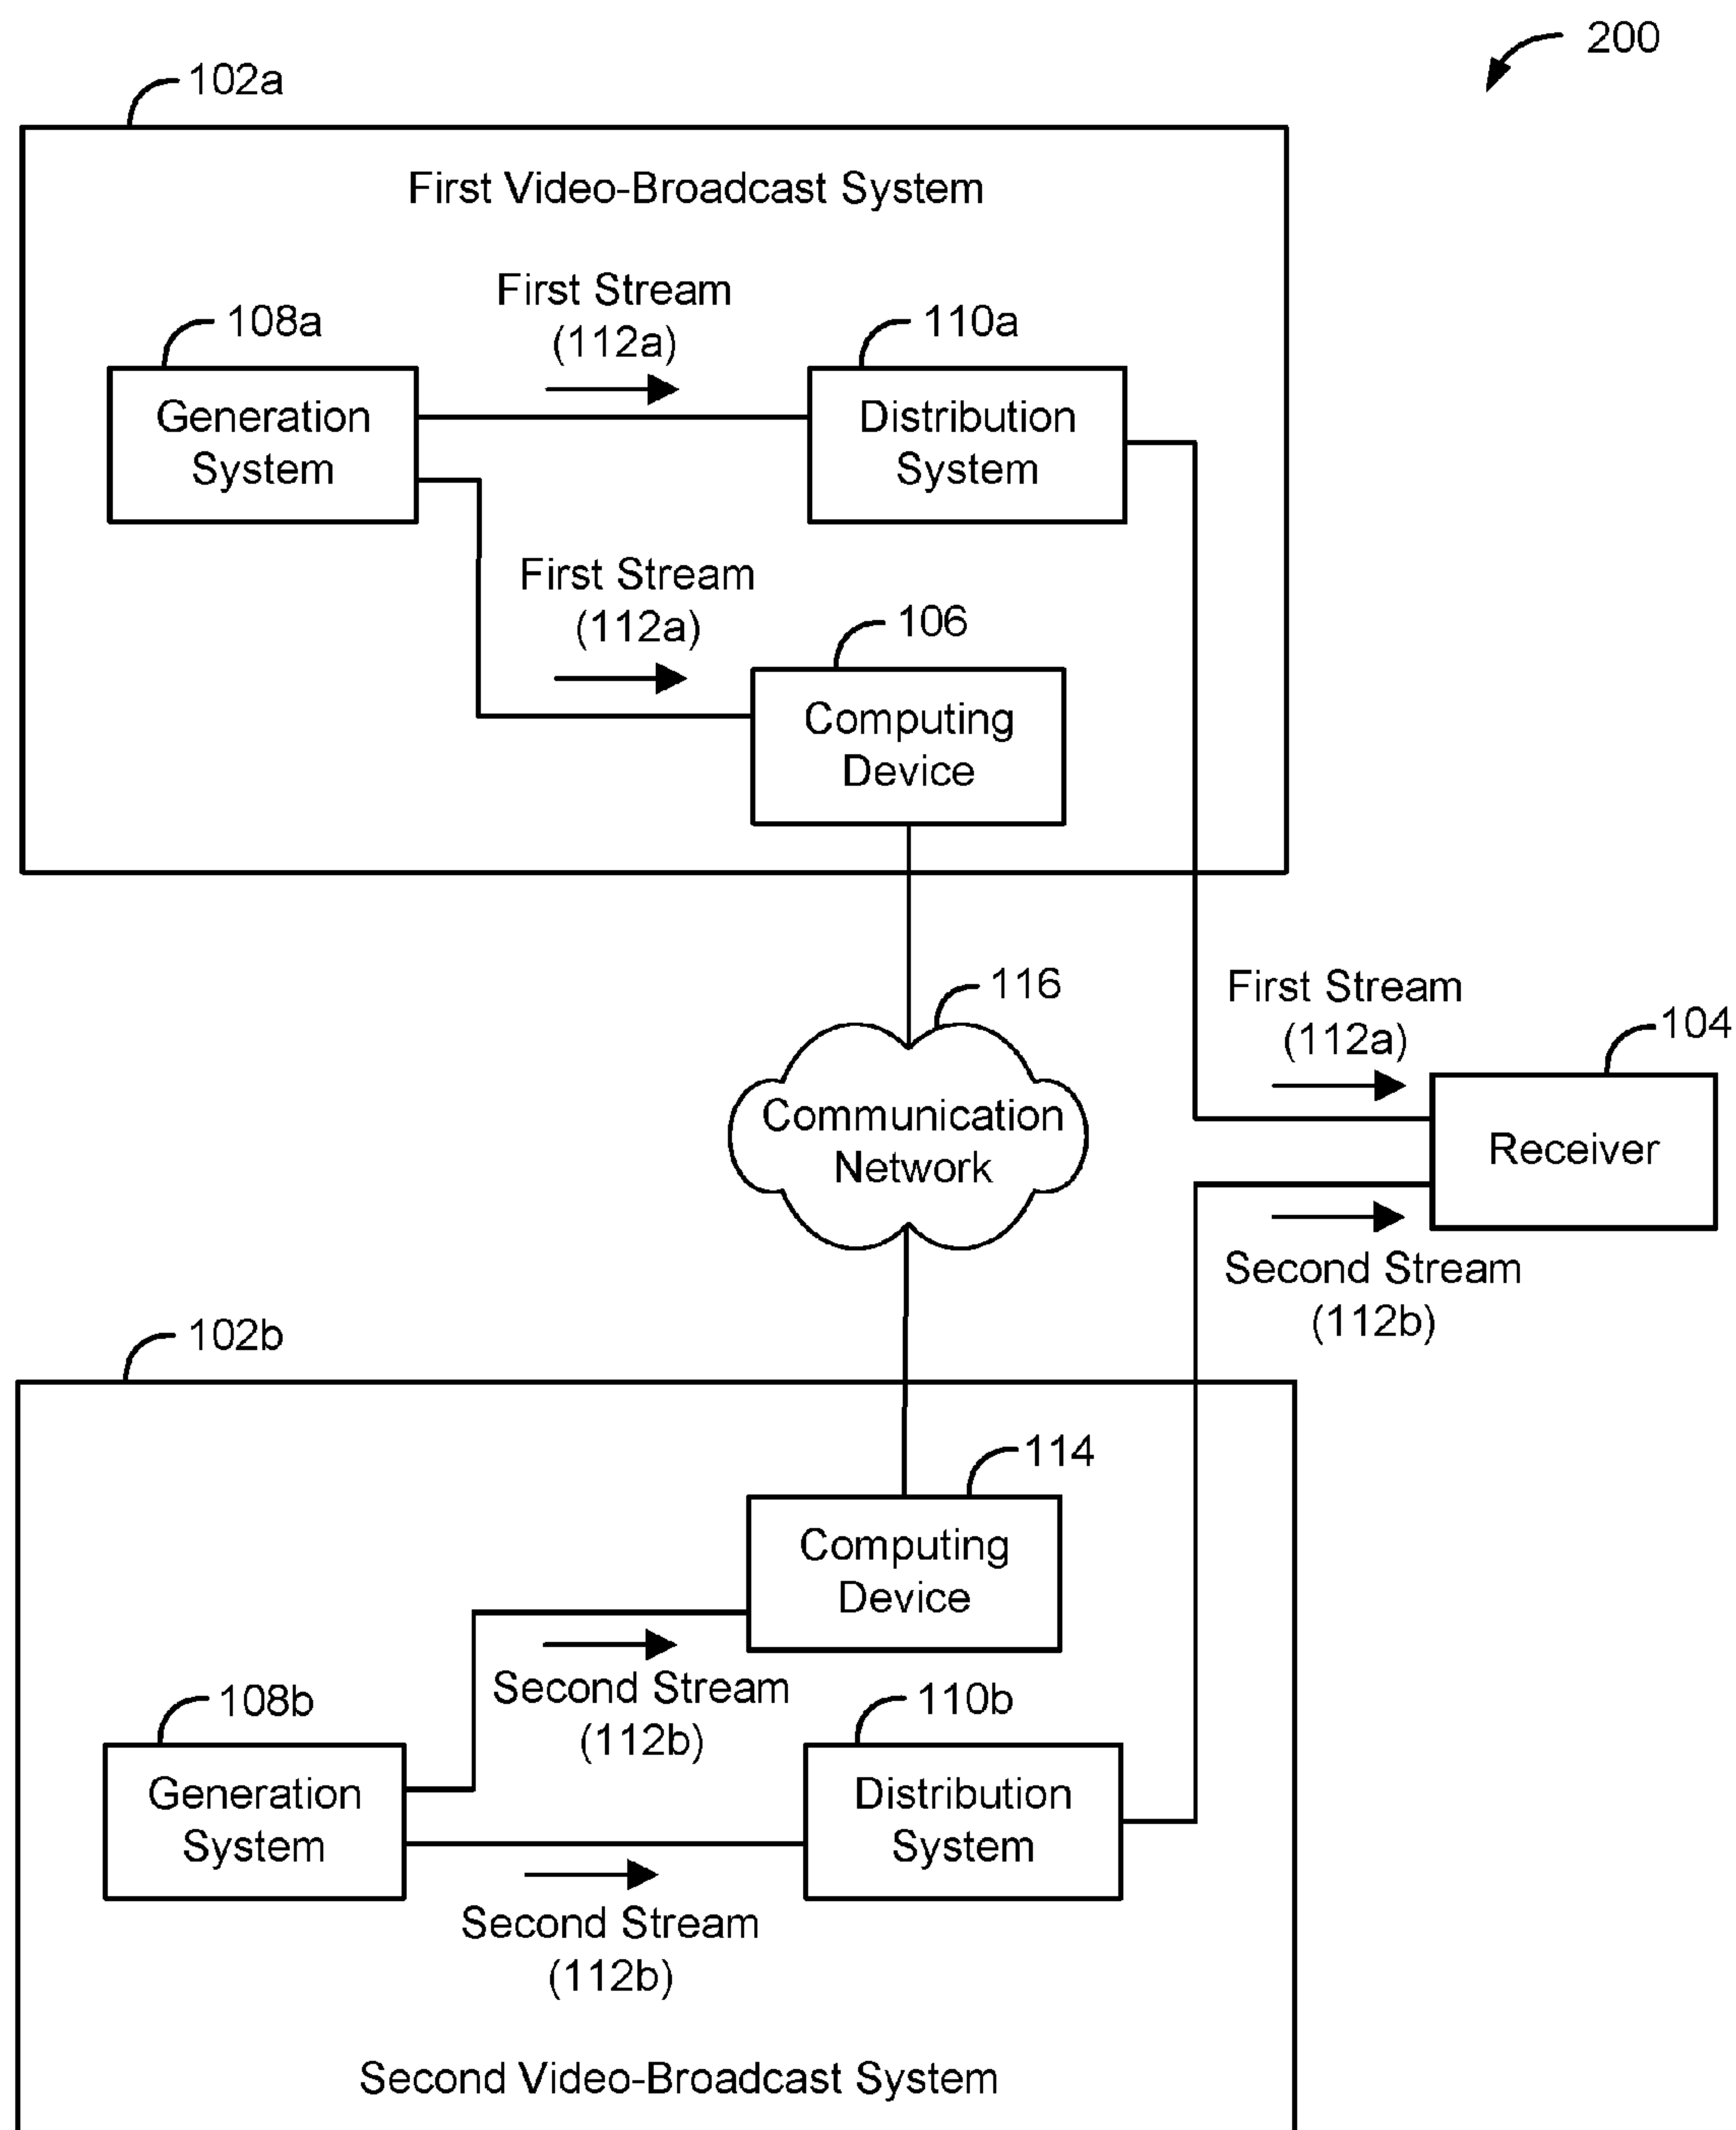 200
102a
First Video-Broadcast System
First Stream
(112a)
108a
110a
Generation
System
Distribution
System
First Stream
(112a)
106
Computing
Device
116
First Stream
(112a)
104
Communication
Network
Receiver
Second Stream
(112b)
102b
114
Computing
Device
Second Stream
(112b)
108b
110b
Generation
System
Distribution
System
Second Stream
(112b)
Second Video-Broadcast System